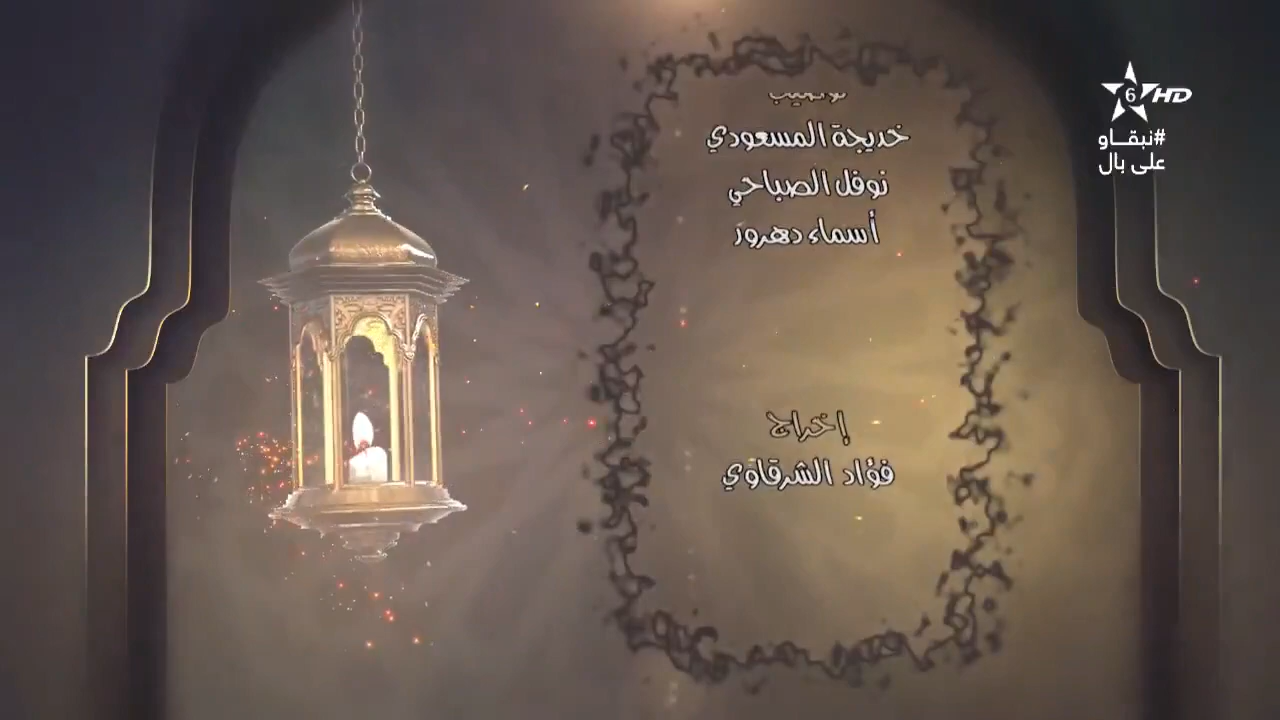 خديجة المسعودي
نوفل الصباحي
أسماء دهروز
إخراج
فؤاد الشرقاوي
6 HD
#نبقاو
على بال